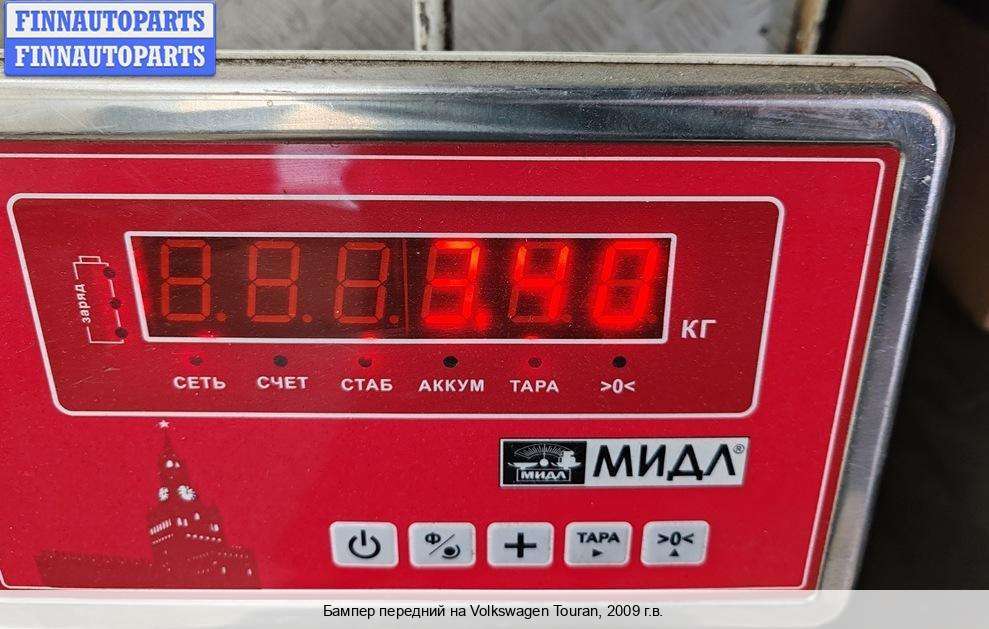 FINNAUTOPARTS
FINNAUTOPARTS
заряд
3.40
КГ
СЕТЬ СЧЕТ СТАБ АККУМ ТАРА >0<
МИДЛ МИДЛ®
Ф/ + ТАРА >0<
Бампер передний на Volkswagen Touran, 2009 г.в.